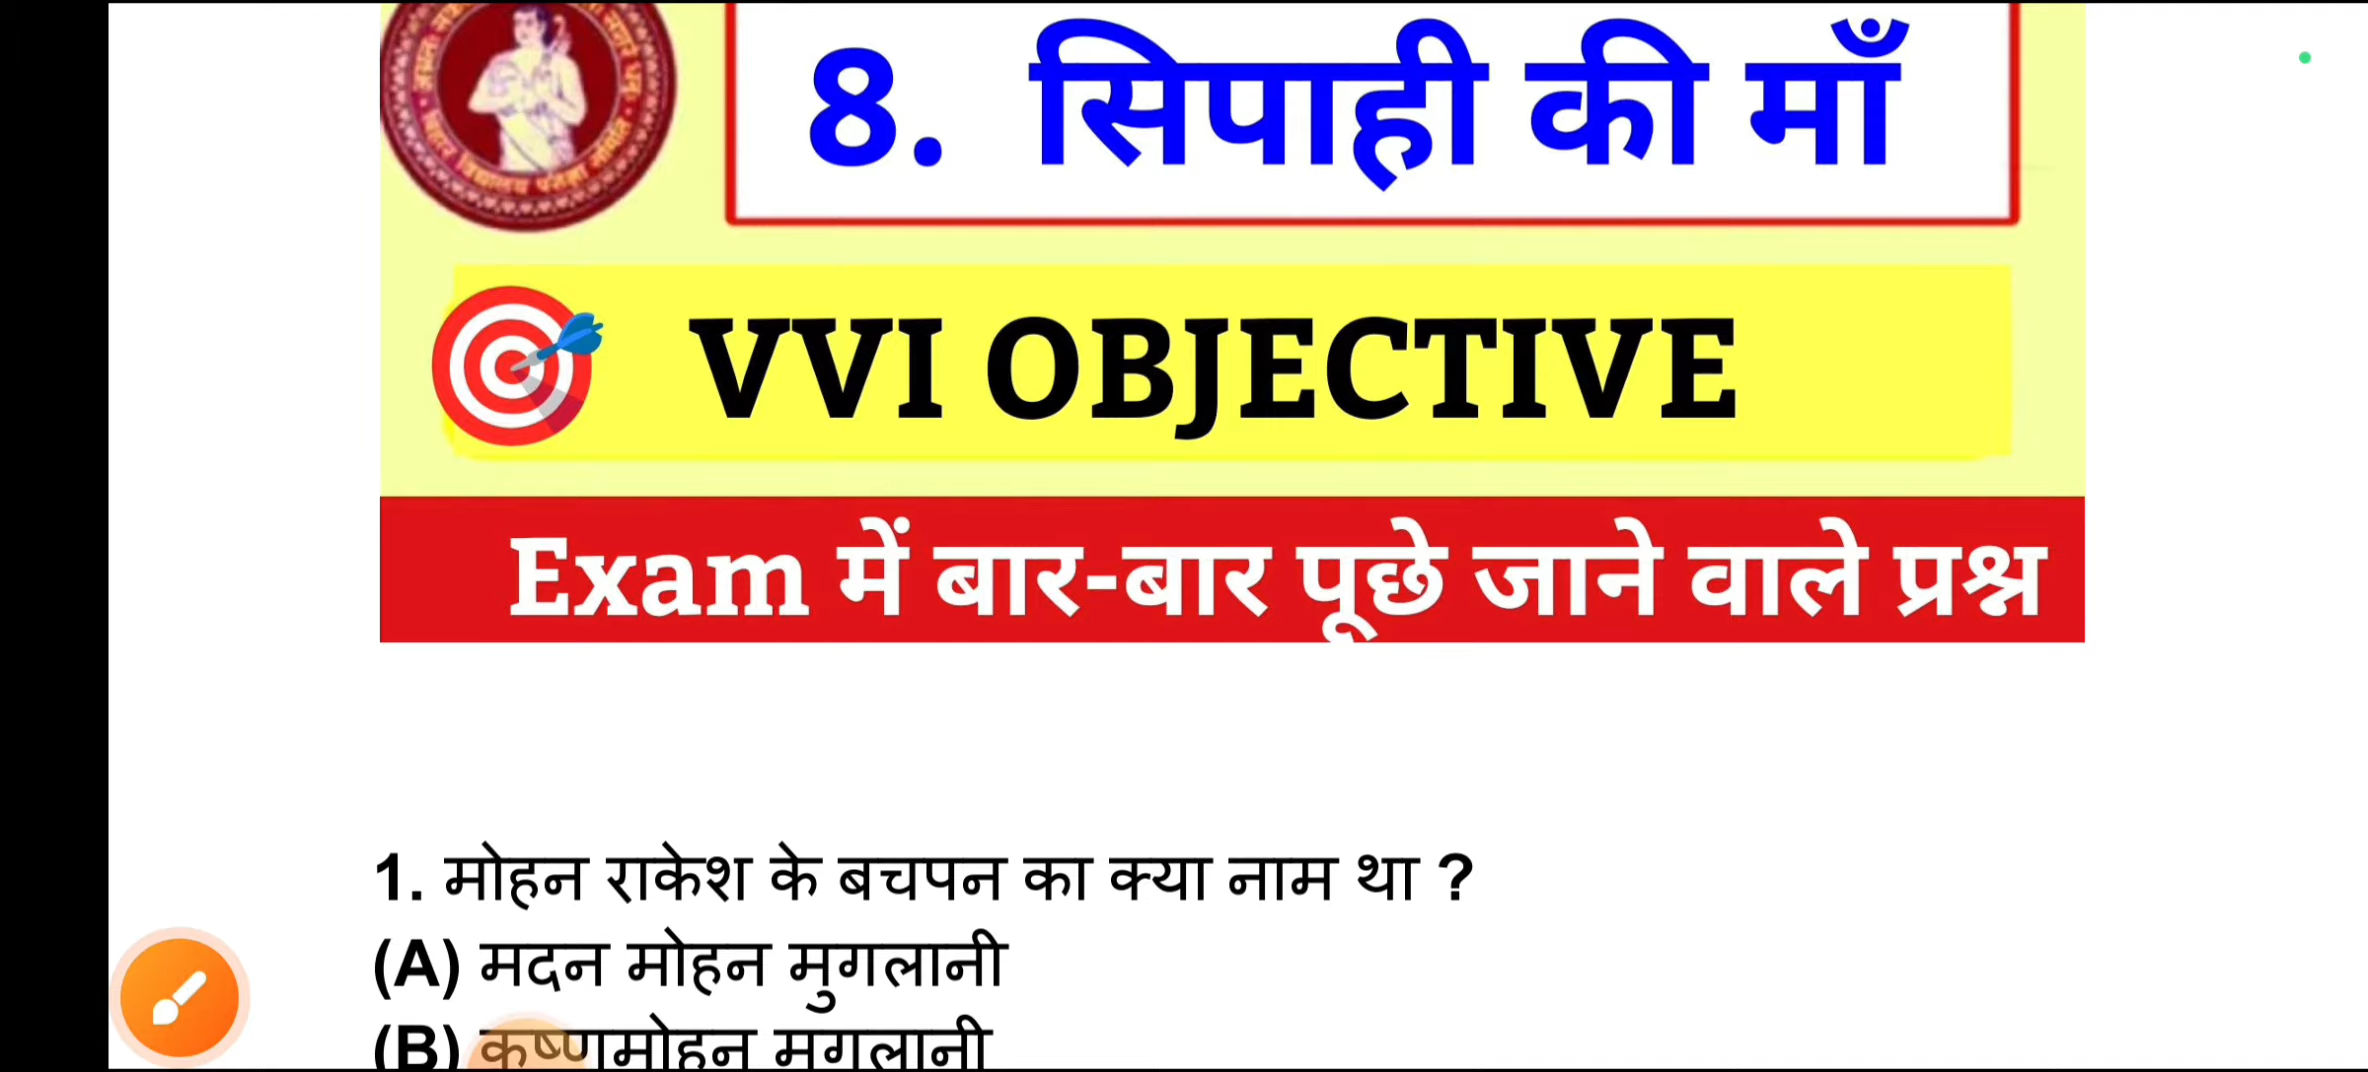 8. सिपाही की माँ
VVI OBJECTIVE
Exam में बार-बार पूछे जाने वाले प्रश्न
1. मोहन राकेश के बचपन का क्या नाम था ?
(A) मदन मोहन मुगलानी
(B) कृष्णमोहन मुगलानी